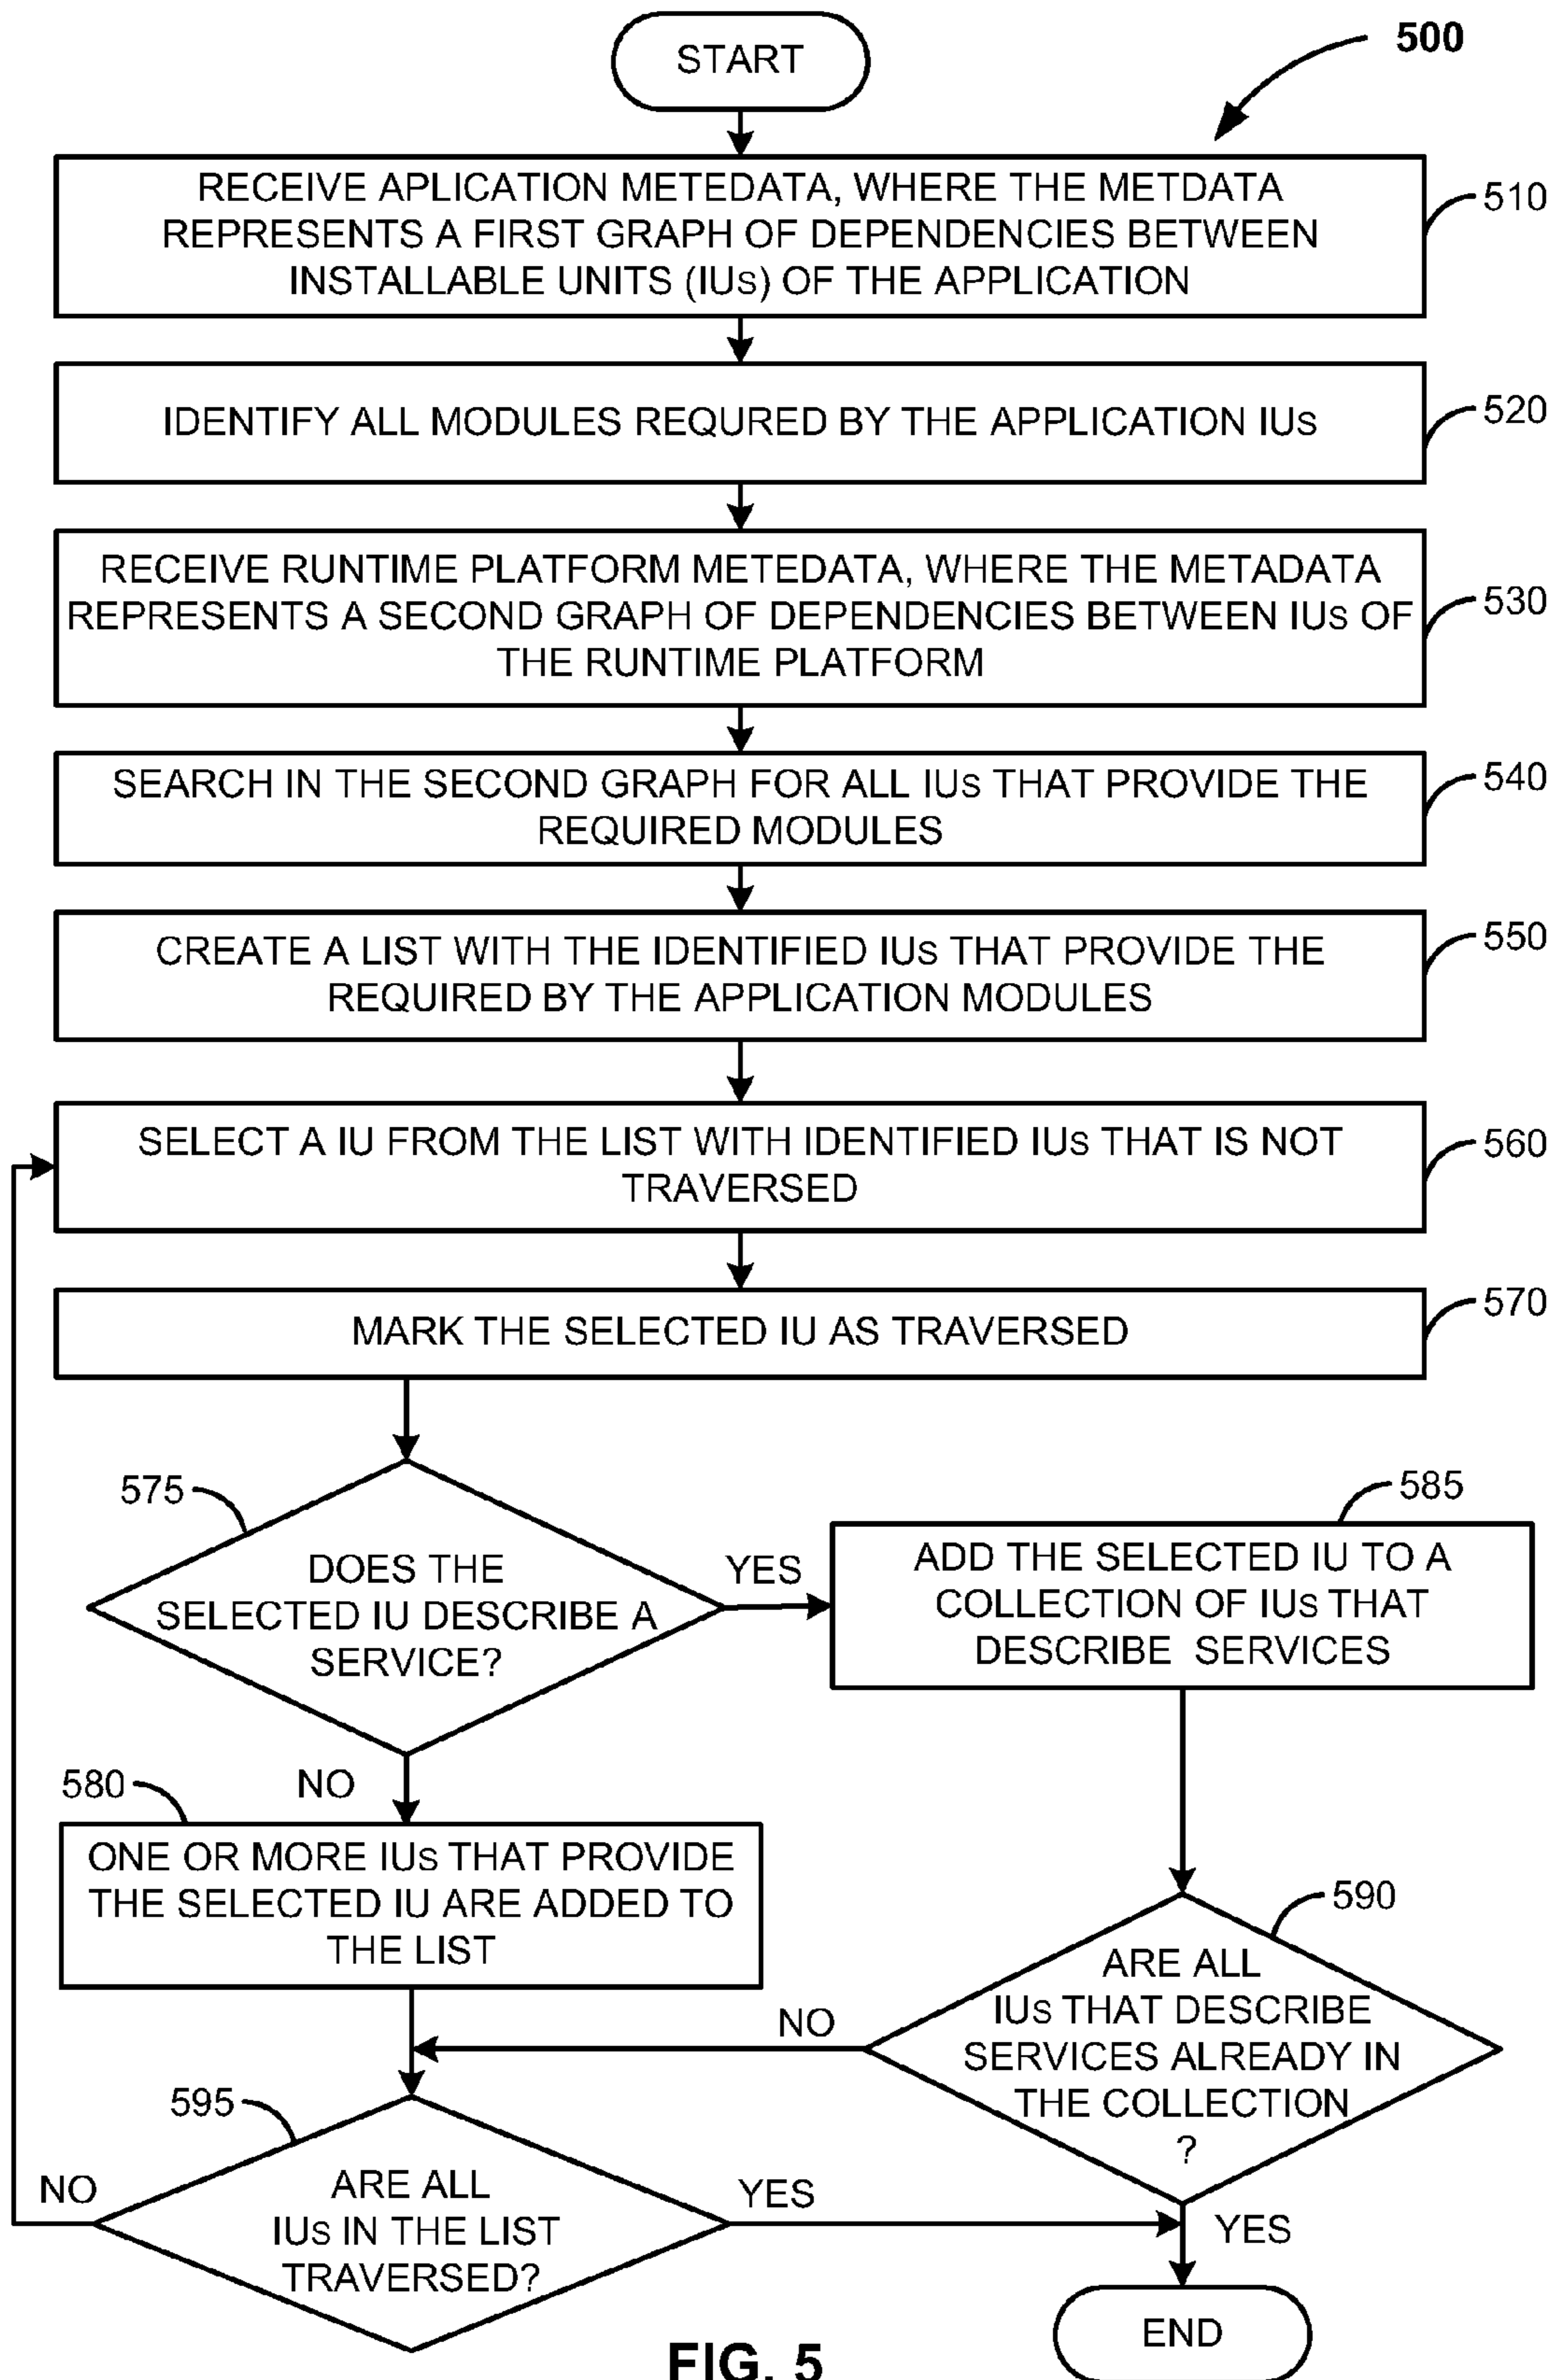 START
500
RECEIVE APLICATION METEDATA, WHERE THE METDATA
REPRESENTS A FIRST GRAPH OF DEPENDENCIES BETWEEN
INSTALLABLE UNITS (IUs) OF THE APPLICATION
510
IDENTIFY ALL MODULES REQURED BY THE APPLICATION IUs
520
RECEIVE RUNTIME PLATFORM METEDATA, WHERE THE METADATA
REPRESENTS A SECOND GRAPH OF DEPENDENCIES BETWEEN IUs OF
THE RUNTIME PLATFORM
530
SEARCH IN THE SECOND GRAPH FOR ALL IUs THAT PROVIDE THE
REQUIRED MODULES
540
CREATE A LIST WITH THE IDENTIFIED IUs THAT PROVIDE THE
REQUIRED BY THE APPLICATION MODULES
550
SELECT A IU FROM THE LIST WITH IDENTIFIED IUs THAT IS NOT
TRAVERSED
560
MARK THE SELECTED IU AS TRAVERSED
570
575
DOES THE
SELECTED IU DESCRIBE A
SERVICE?
YES
585
ADD THE SELECTED IU TO A
COLLECTION OF IUs THAT
DESCRIBE SERVICES
580
NO
ONE OR MORE IUs THAT PROVIDE
THE SELECTED IU ARE ADDED TO
THE LIST
590
ARE ALL
IUs THAT DESCRIBE
SERVICES ALREADY IN
THE COLLECTION
?
NO
595
ARE ALL
IUs IN THE LIST
TRAVERSED?
NO
YES
YES
END
FIG. 5